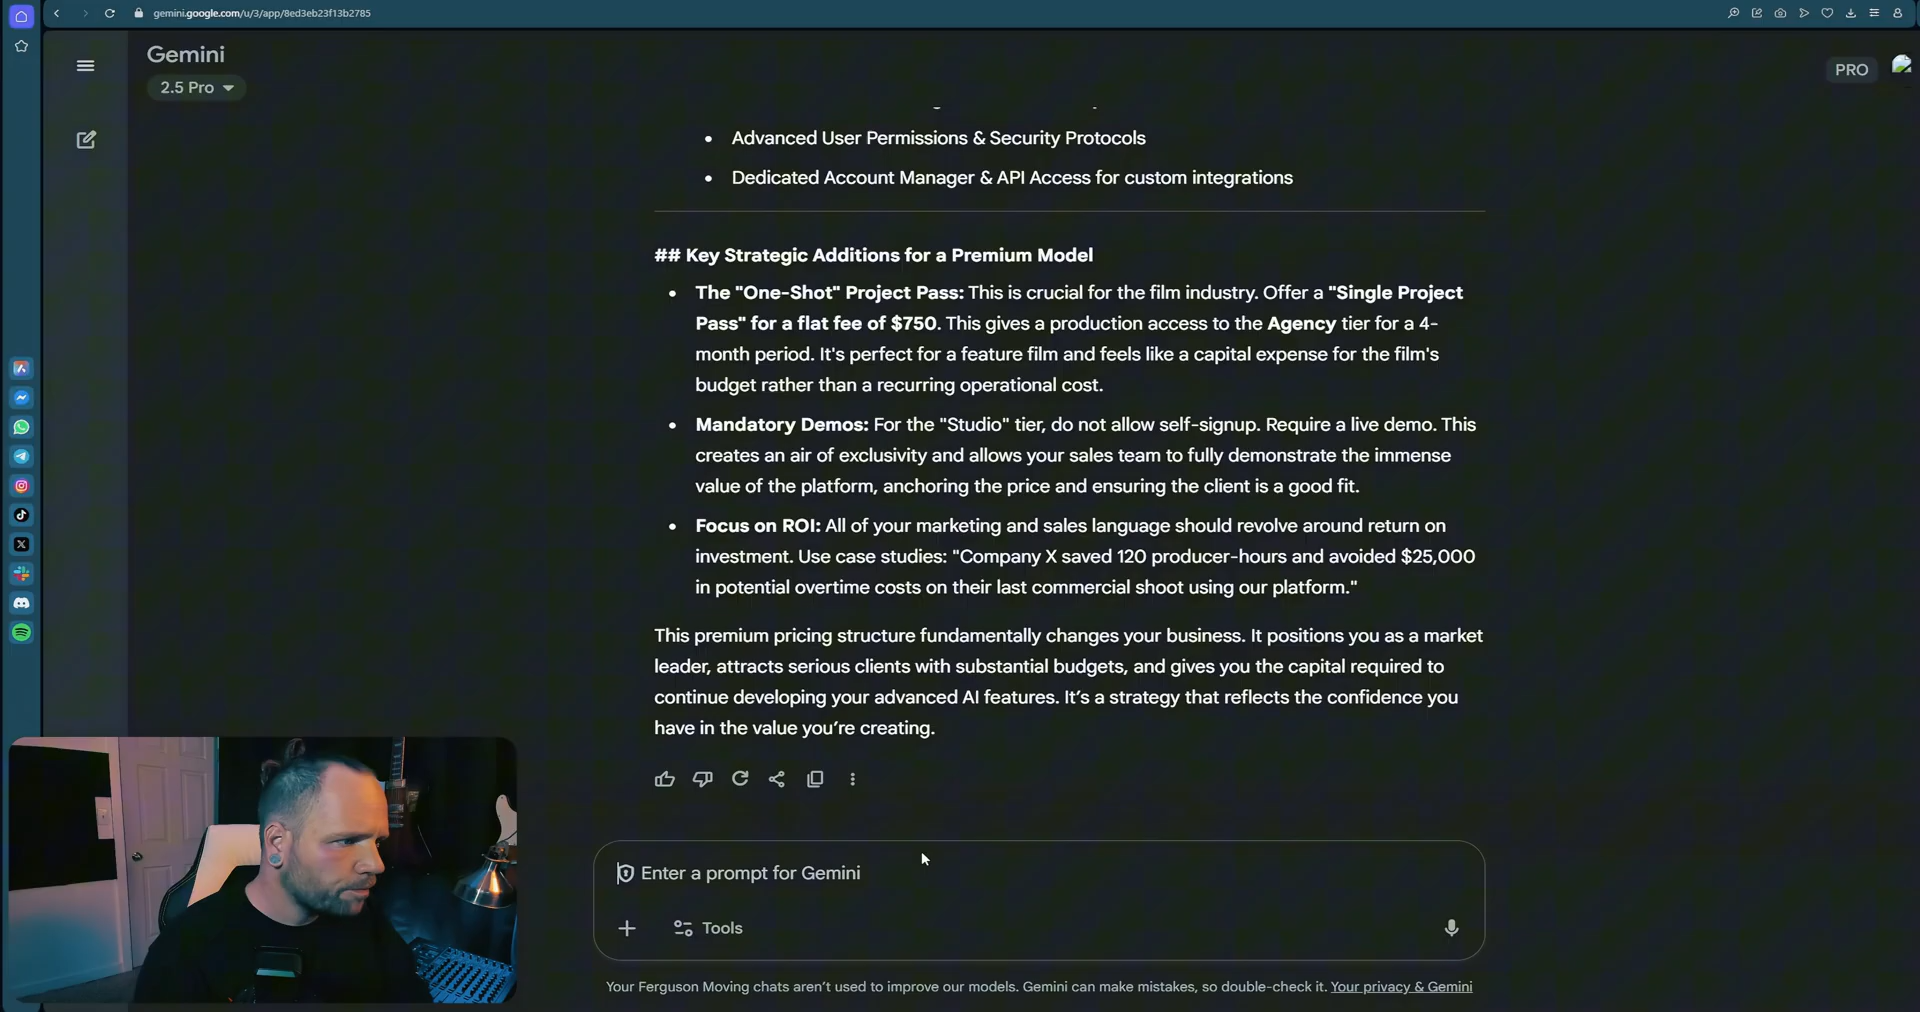 gemini.google.com/u/3/app/8ed3eb23f13b2785
Gemini
2.5 Pro
PRO
• Advanced User Permissions & Security Protocols
• Dedicated Account Manager & API Access for custom integrations
## Key Strategic Additions for a Premium Model
• The "One-Shot" Project Pass: This is crucial for the film industry. Offer a "Single Project
Pass" for a flat fee of $750. This gives a production access to the Agency tier for a 4-
month period. It's perfect for a feature film and feels like a capital expense for the film's
budget rather than a recurring operational cost.
• Mandatory Demos: For the "Studio" tier, do not allow self-signup. Require a live demo. This
creates an air of exclusivity and allows your sales team to fully demonstrate the immense
value of the platform, anchoring the price and ensuring the client is a good fit.
• Focus on ROI: All of your marketing and sales language should revolve around return on
investment. Use case studies: "Company X saved 120 producer-hours and avoided $25,000
in potential overtime costs on their last commercial shoot using our platform."
This premium pricing structure fundamentally changes your business. It positions you as a market
leader, attracts serious clients with substantial budgets, and gives you the capital required to
continue developing your advanced AI features. It’s a strategy that reflects the confidence you
have in the value you’re creating.
Enter a prompt for Gemini
Tools
Your Ferguson Moving chats aren’t used to improve our models. Gemini can make mistakes, so double-check it. Your privacy & Gemini